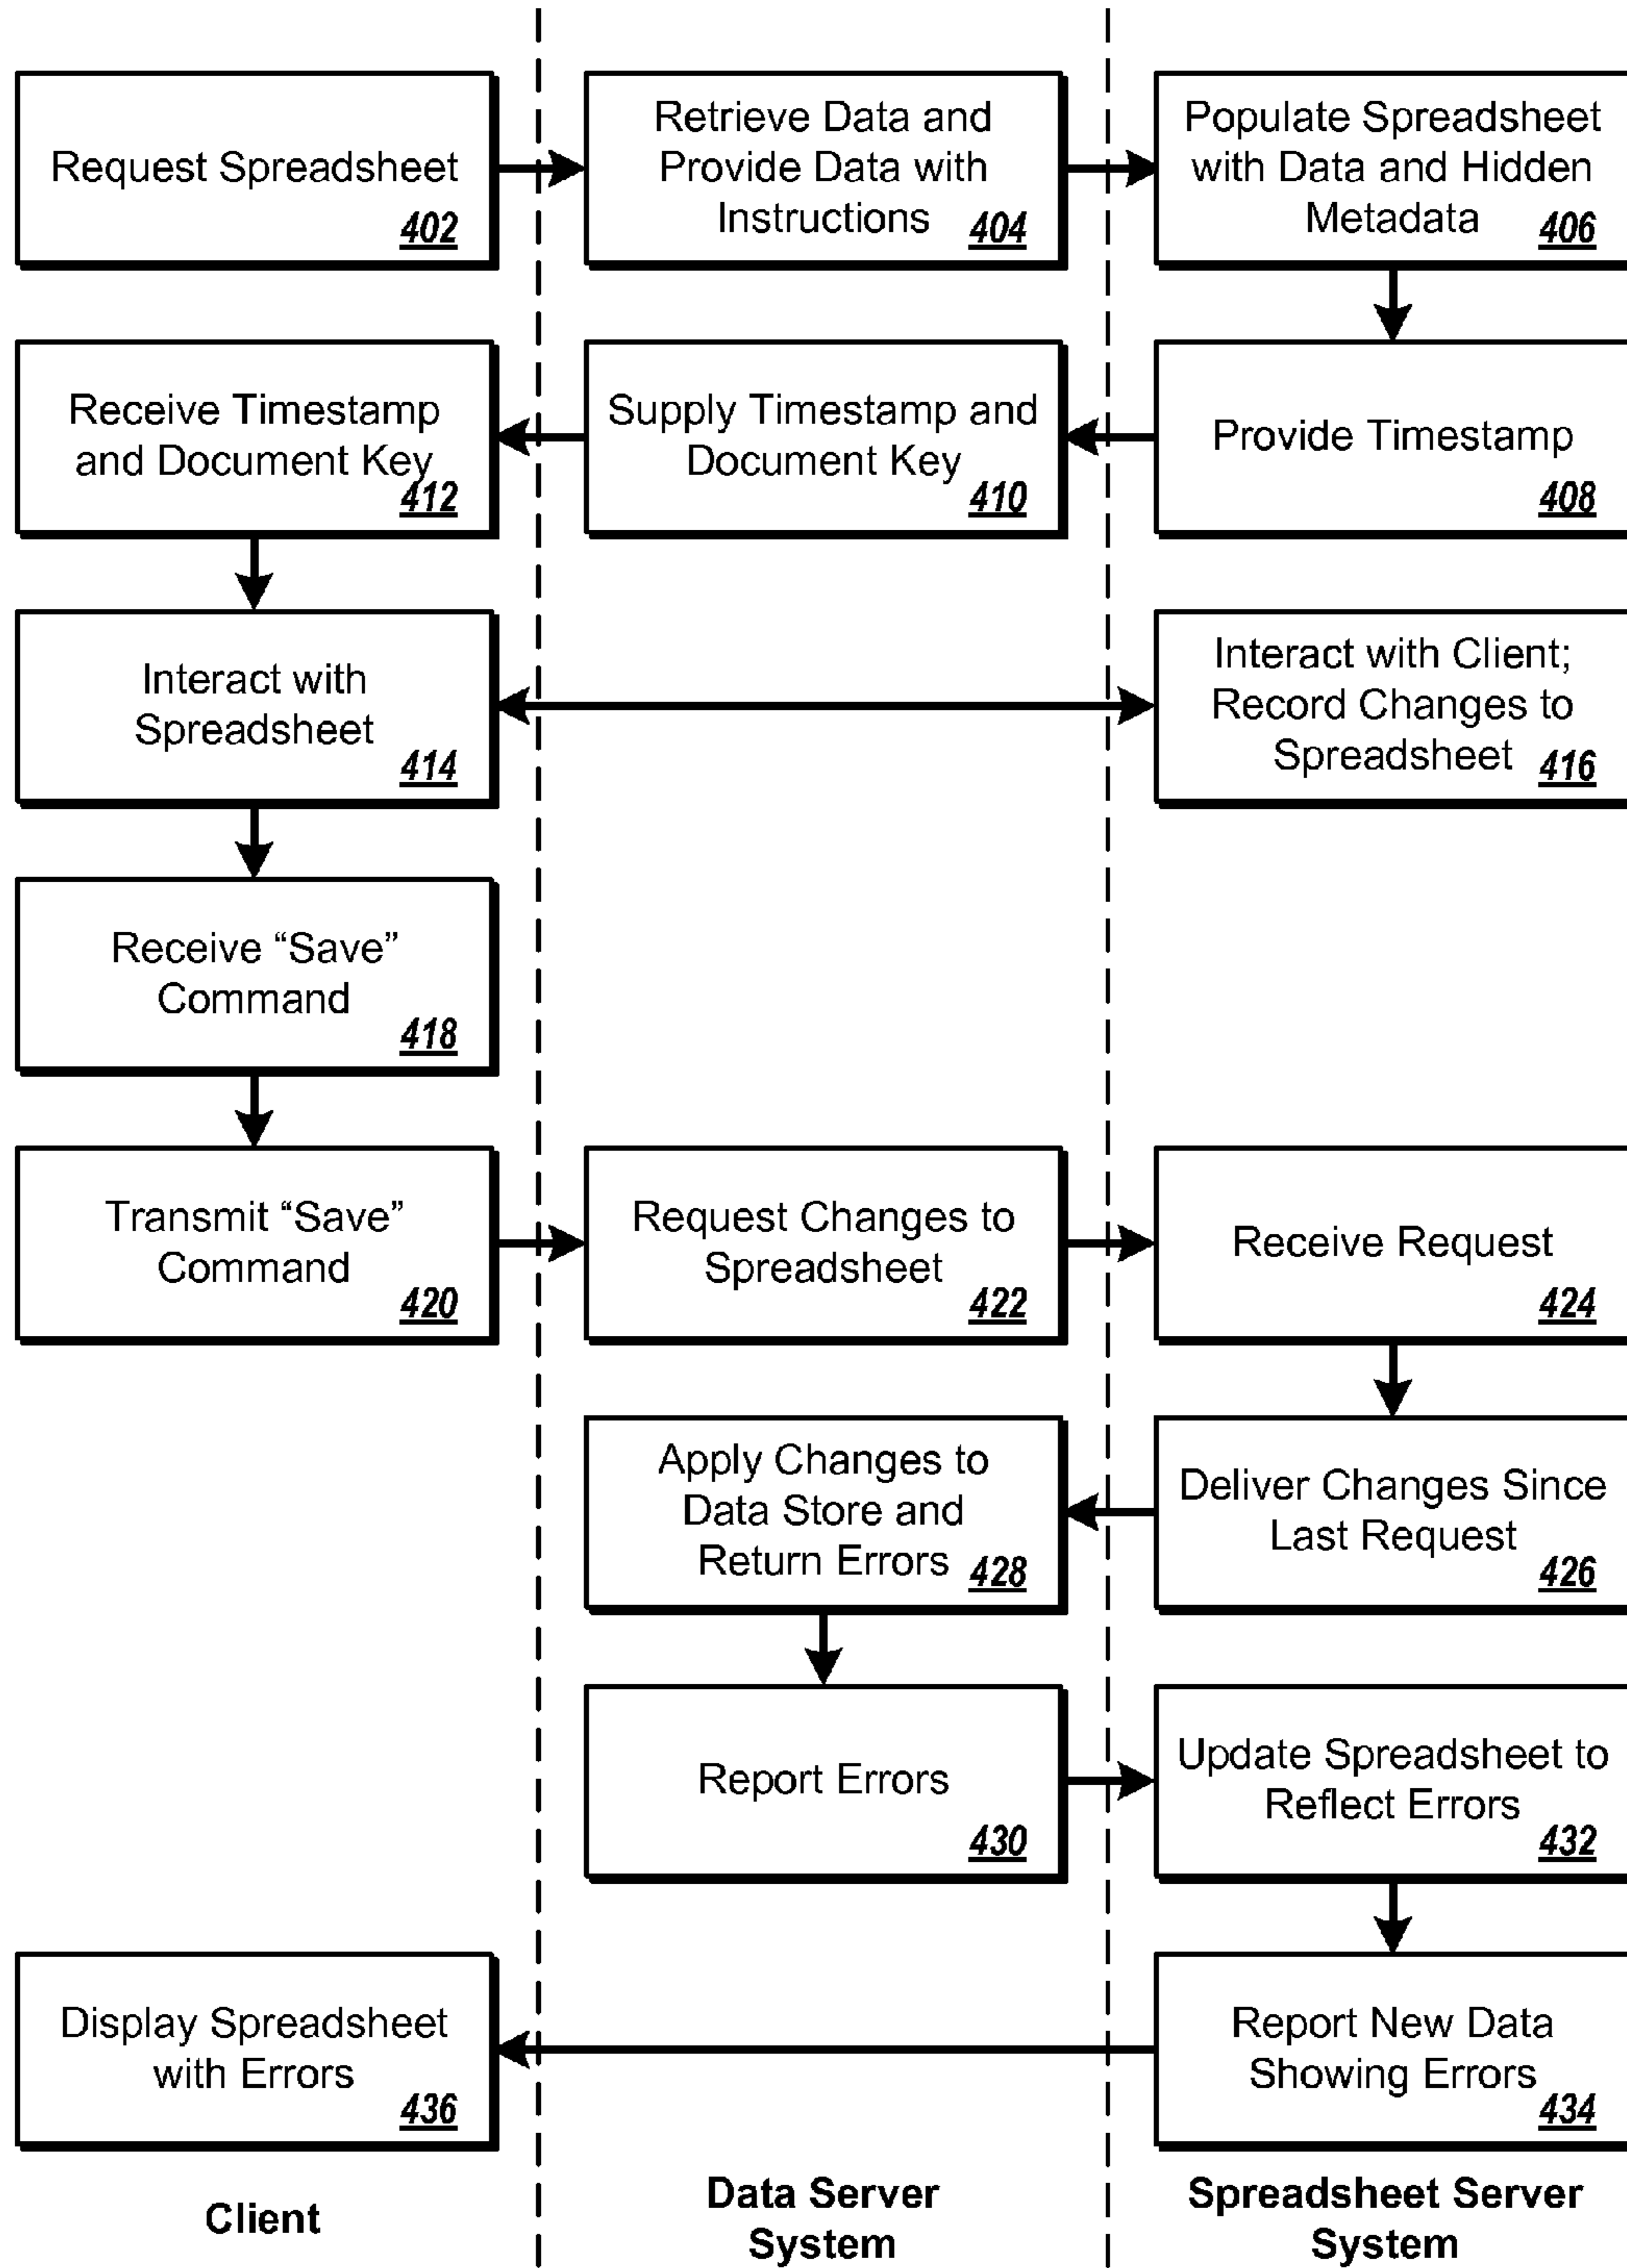 Request Spreadsheet
402
Retrieve Data and
Provide Data with
Instructions 404
Populate Spreadsheet
with Data and Hidden
Metadata 406
Receive Timestamp
and Document Key
412
Supply Timestamp and
Document Key 410
Provide Timestamp
408
Interact with
Spreadsheet
414
Interact with Client;
Record Changes to
Spreadsheet 416
Receive “Save”
Command
418
Transmit “Save”
Command
420
Request Changes to
Spreadsheet
422
Receive Request
424
Apply Changes to
Data Store and
Return Errors 428
Deliver Changes Since
Last Request
426
Report Errors
430
Update Spreadsheet to
Reflect Errors
432
Display Spreadsheet
with Errors
436
Report New Data
Showing Errors
434
Client
Data Server
System
Spreadsheet Server
System